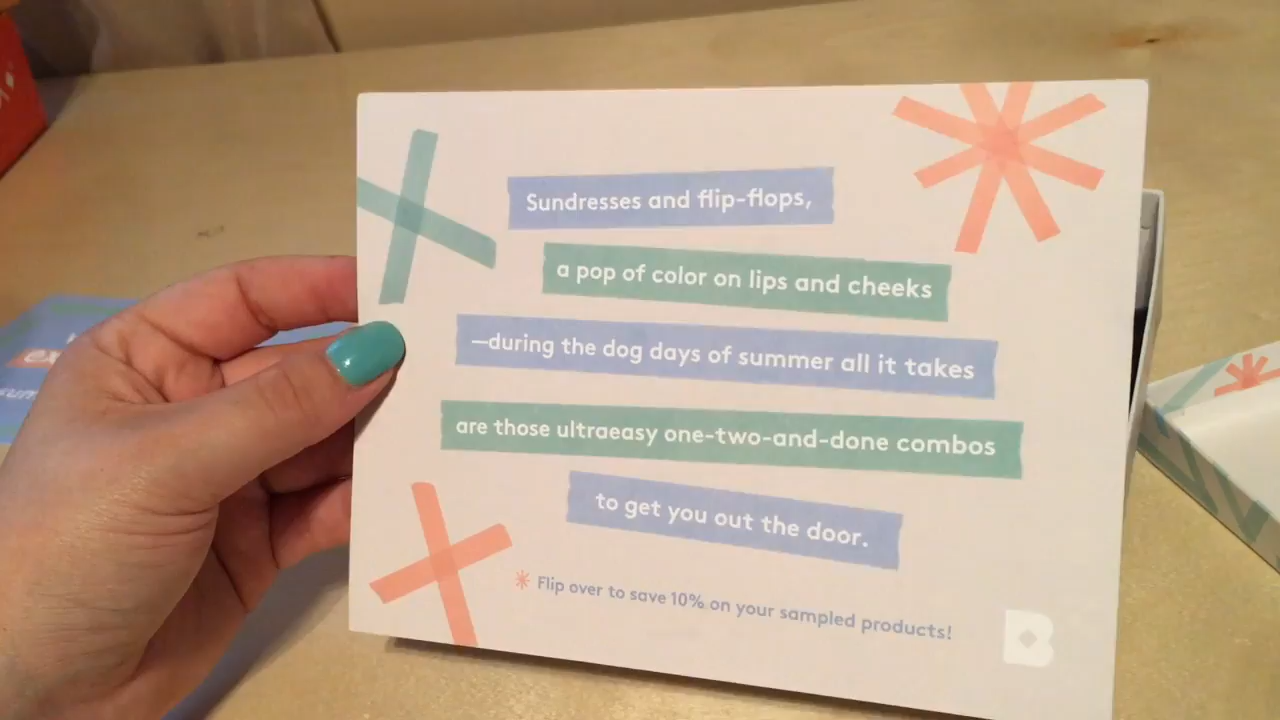 Sundresses and flip-flops,
a pop of color on lips and cheeks
—during the dog days of summer all it takes
are those ultraeasy one-two-and-done combos
to get you out the door.
Flip over to save 10% on your sampled products!
B